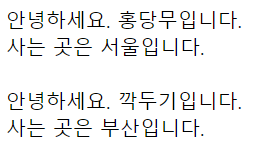 안녕하세요. 홍당무입니다.
사는 곳은 서울입니다.
안녕하세요. 깍두기입니다.
사는 곳은 부산입니다.